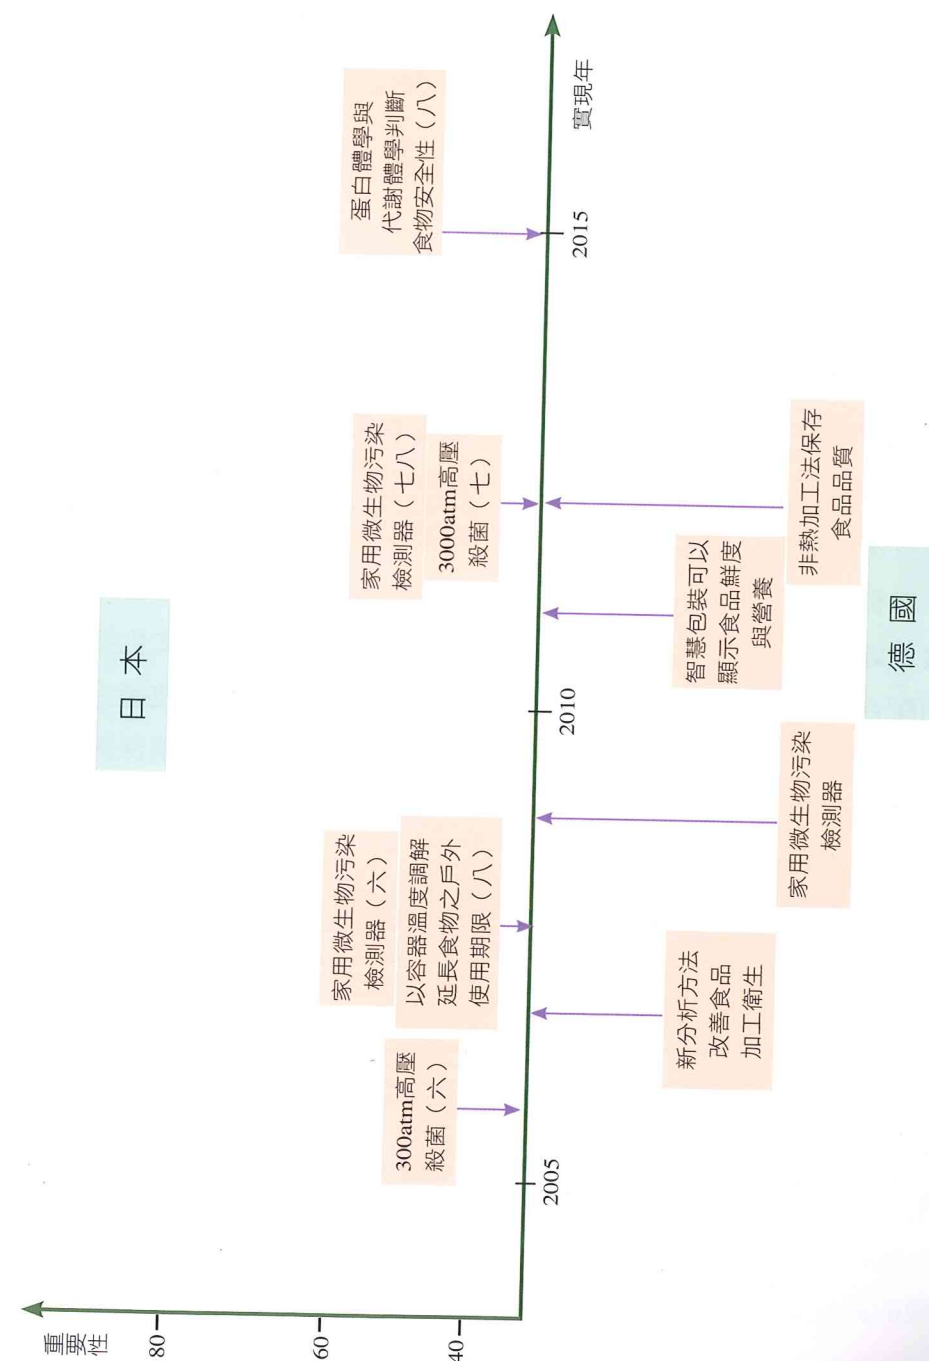 重要性
80
60
40
日本
家用微生物污染
檢測器（六）
以容器溫度調解
延長食物之戶外
使用期限（八）
300atm高壓
殺菌（六）
家用微生物污染
檢測器（七八）
3000atm高壓
殺菌（七）
蛋白體學與
代謝體學判斷
食物安全性（八）
2005
2010
2015
實現年
新分析方法
改善食品
加工衛生
家用微生物污染
檢測器
智慧包裝可以
顯示食品鮮度
與營養
非熱加工法保存
食品品質
德國